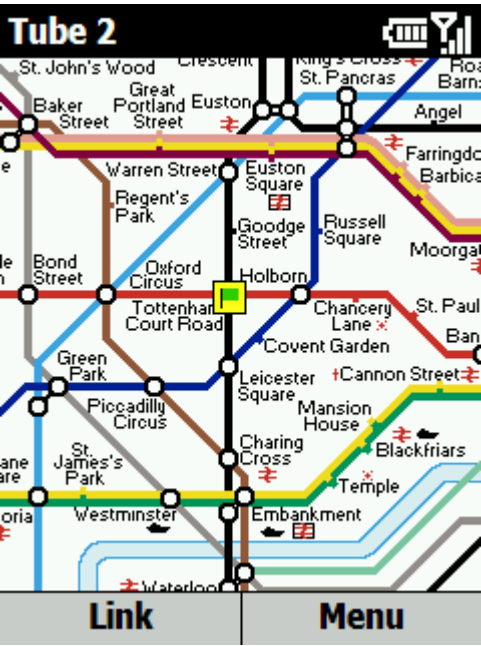 Tube 2
Crescent
King's Cross
St. John's Wood
St. Pancras
Great
Portland
Street
Euston
Baker
Street
Angel
Warren Street
Euston
Square
Farringdo
Barbica
Regent's
Park
Goodge
Street
Russell
Square
Moorga
Bond
Street
Oxford
Circus
Holborn
Tottenham
Court Road
Chancery
Lane
St. Paul
Ban
Covent Garden
Green
Park
Cannon Street
Leicester
Square
Piccadilly
Circus
Mansion
House
Charing
Cross
Blackfriars
St.
James's
Park
Temple
Westminster
Embankment
oria
Waterloo
Link
Menu